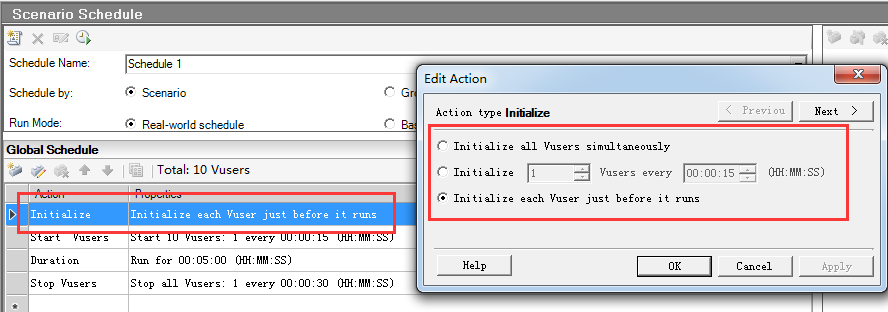 Scenario Schedule
Schedule Name: Schedule 1
Schedule by: Scenario Gro
Run Mode: Real-world schedule Bas
Global Schedule
Total: 10 Vusers
Action Properties
Initialize Initialize each Vuser just before it runs
Start Vusers Start 10 Vusers: 1 every 00:00:15 (HH:MM:SS)
Duration Run for 00:05:00 (HH:MM:SS)
Stop Vusers Stop all Vusers: 1 every 00:00:30 (HH:MM:SS)
*
Edit Action
Action type Initialize
< Previou Next >
Initialize all Vusers simultaneously
Initialize 1 Vusers every 00:00:15 (HH:MM:SS)
Initialize each Vuser just before it runs
Help OK Cancel Apply